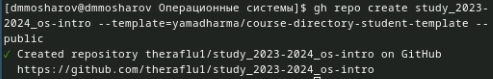 [dmmosharov@dmmosharov Операционные системы]$ gh repo create study_2023-
2024_os-intro --template=yamadharma/course-directory-student-template --
public
✓ Created repository theraflu1/study_2023-2024_os-intro on GitHub
https://github.com/theraflu1/study_2023-2024_os-intro